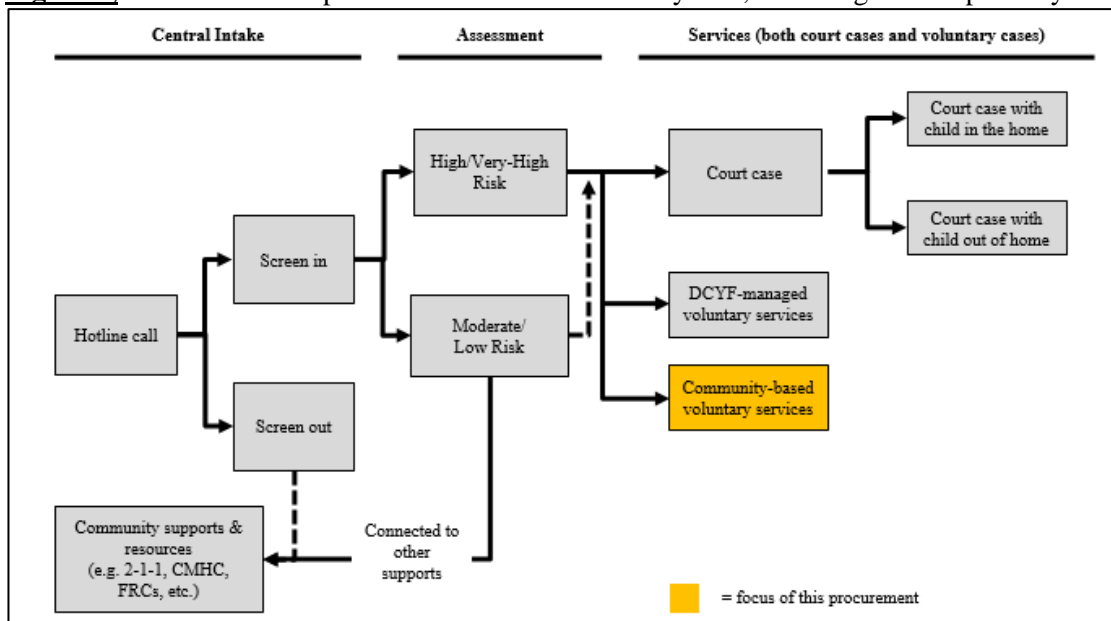 Central Intake
Assessment
Services (both court cases and voluntary cases)
Court case with
child in the home
High/Very-High
Risk
Court case
Court case with
child out of home
Screen in
DCYF-managed
voluntary services
Hotline call
Moderate/
Low Risk
Community-based
voluntary services
Screen out
Community supports &
resources
(e.g. 2-1-1, CMHC,
FRCs, etc.)
Connected to
other
supports
= focus of this procurement